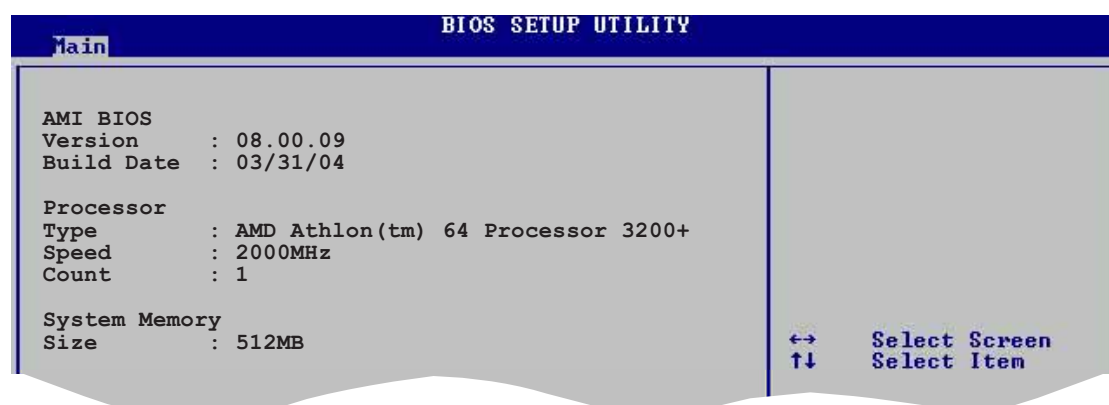 BIOS SETUP UTILITY
Main
AMI BIOS
Version : 08.00.09
Build Date : 03/31/04
Processor
Type : AMD Athlon(tm) 64 Processor 3200+
Speed : 2000MHz
Count : 1
System Memory
Size : 512MB
↔ Select Screen
↑↓ Select Item